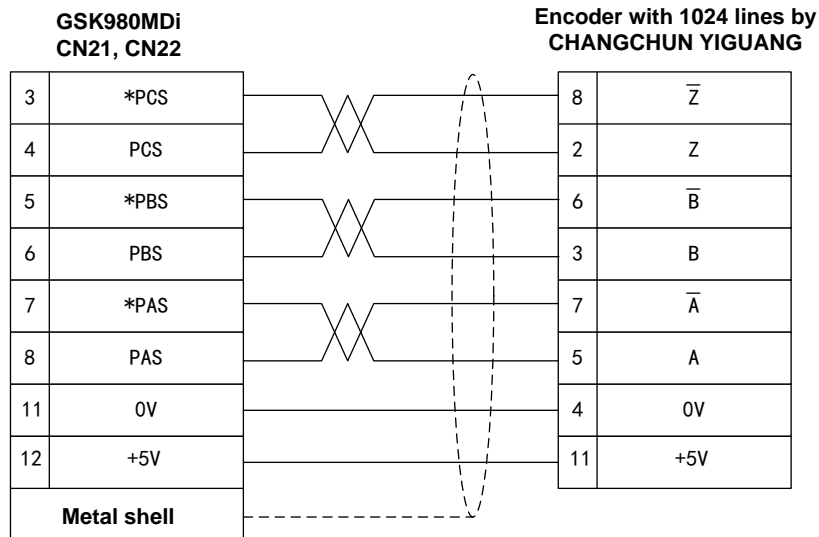 GSK980MDi
CN21, CN22
Encoder with 1024 lines by
CHANGCHUN YIGUANG
3 *PCS 8 Z̅
4 PCS 2 Z
5 *PBS 6 B̅
6 PBS 3 B
7 *PAS 7 A̅
8 PAS 5 A
11 0V 4 0V
12 +5V 11 +5V
Metal shell